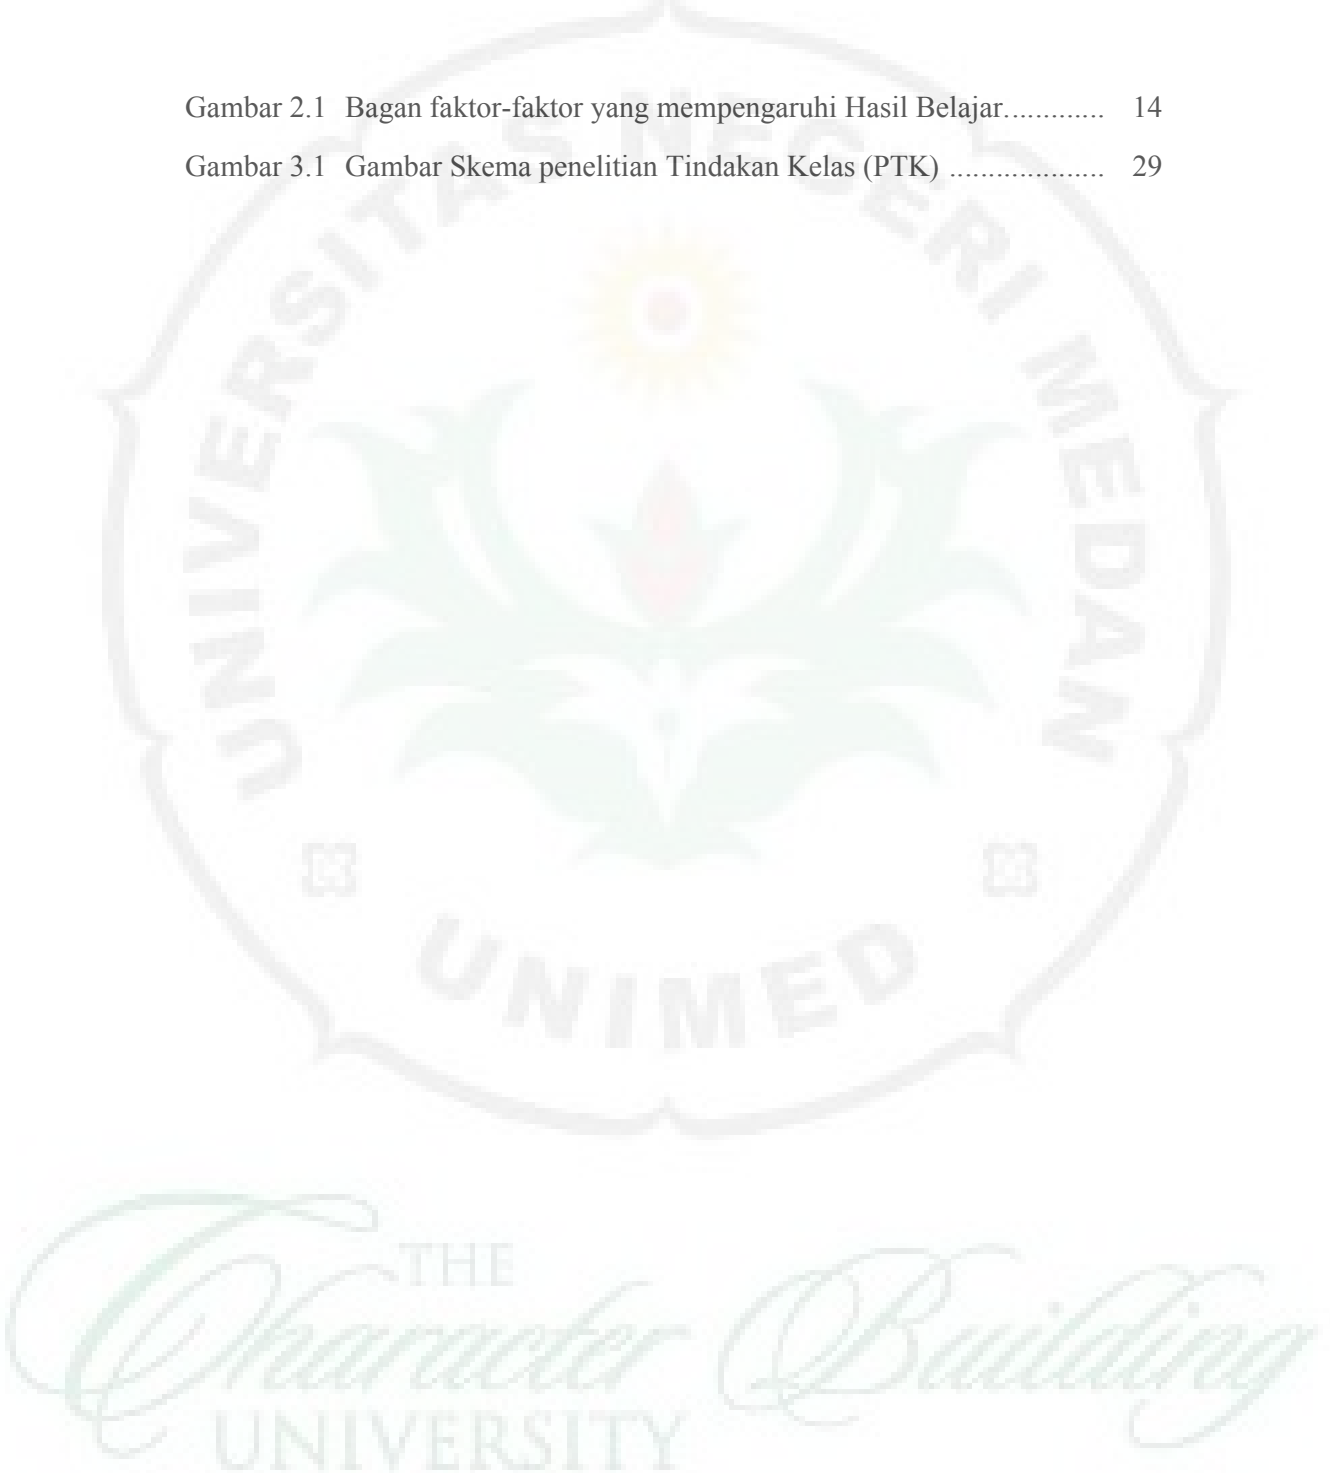 Gambar 2.1 Bagan faktor-faktor yang mempengaruhi Hasil Belajar............. 14
Gambar 3.1 Gambar Skema penelitian Tindakan Kelas (PTK) .................... 29
UNIVERSITAS NEGERI MEDAN
UNIMED
THE
Character Building
UNIVERSITY